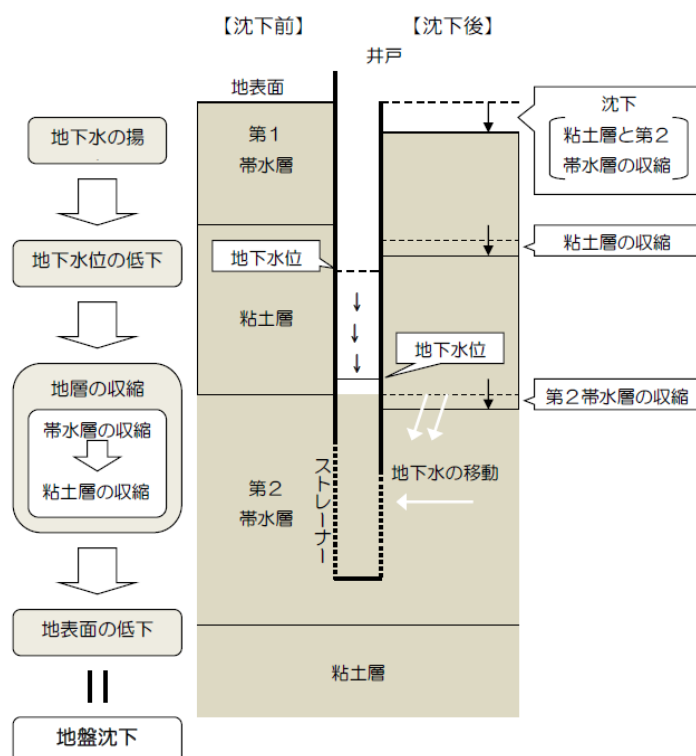 【沈下前】
【沈下後】
井戸
地表面
地下水の揚
地下水位の低下
地層の収縮
帯水層の収縮
粘土層の収縮
地表面の低下
地盤沈下
第1
帯水層
地下水位
粘土層
第2
帯水層
ストレーナー
粘土層
地下水位
地下水の移動
沈下
粘土層と第2
帯水層の収縮
粘土層の収縮
第2帯水層の収縮